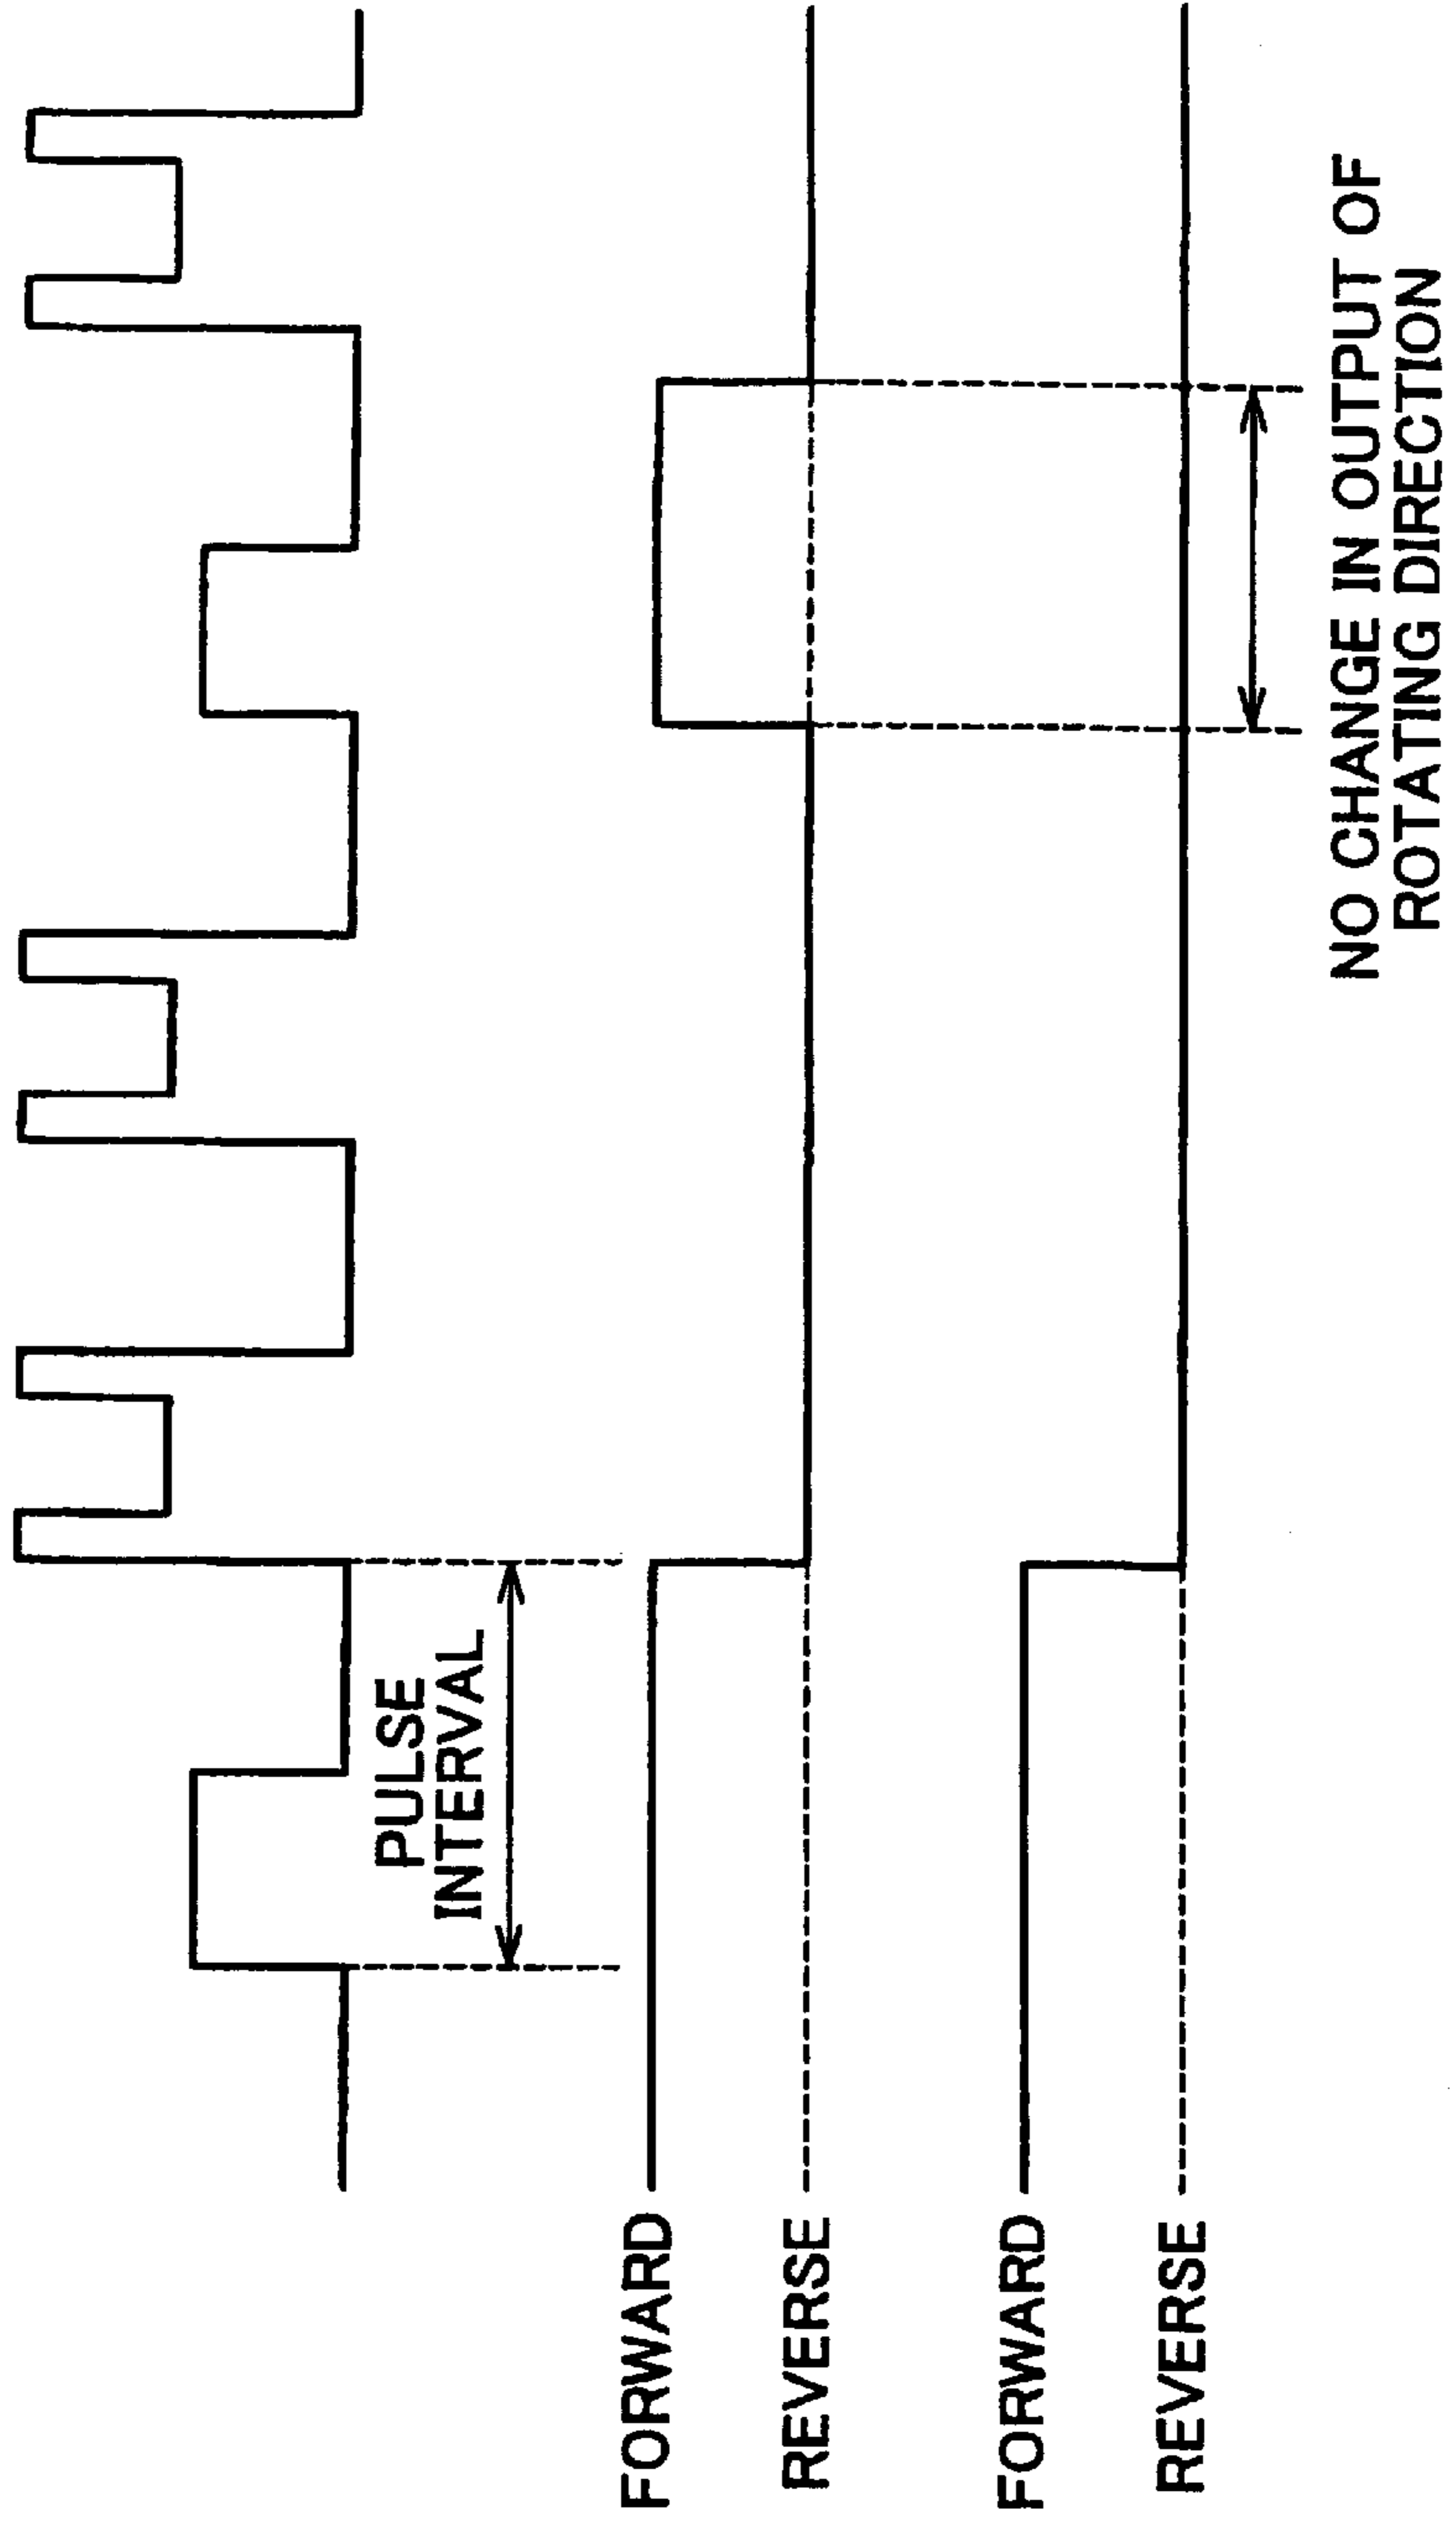 PULSE
INTERVAL
FORWARD
REVERSE
FORWARD
REVERSE
NO CHANGE IN OUTPUT OF
ROTATING DIRECTION